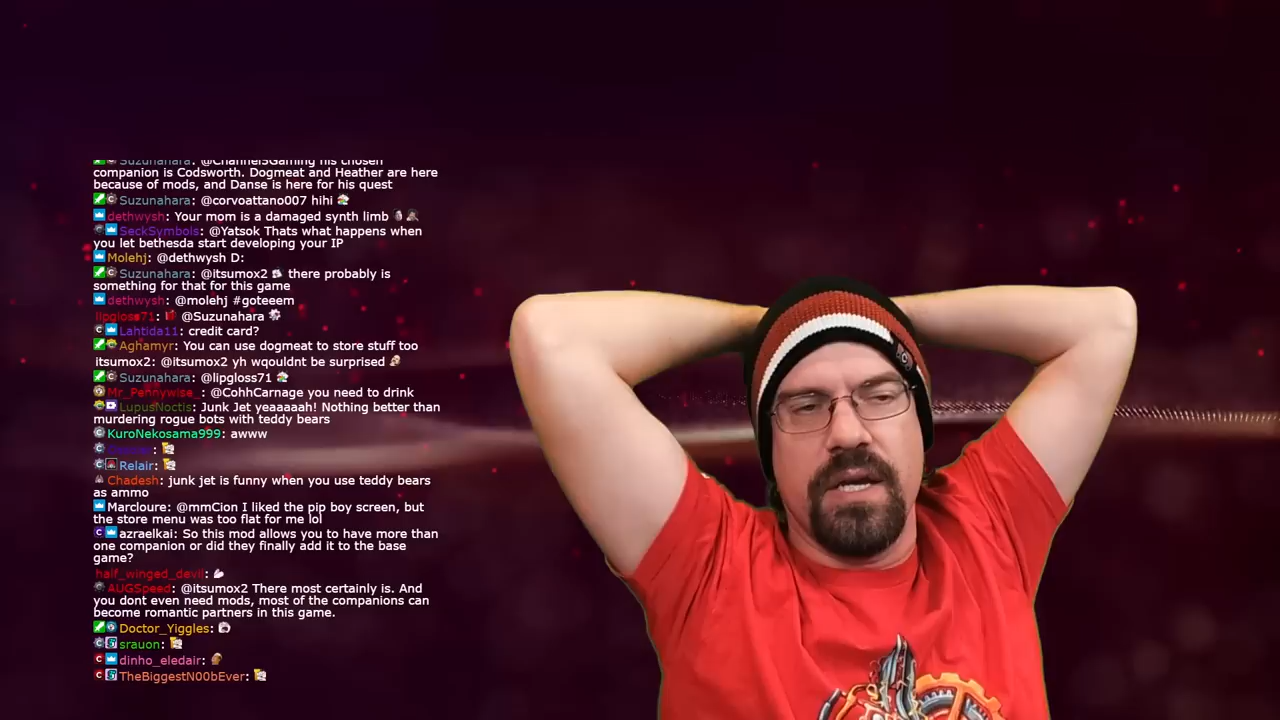 Suzunahara: @Channel5Gaming his chosen
companion is Codsworth. Dogmeat and Heather are here
because of mods, and Danse is here for his quest
Suzunahara: @corvoattano007 hihi
dethwysh: Your mom is a damaged synth limb
SeckSymbols: @Yatsok Thats what happens when
you let bethesda start developing your IP
Molehj: @dethwysh D:
Suzunahara: @itsumox2 there probably is
something for that for this game
dethwysh: @molehj #goteeem
lipgloss71: @Suzunahara
Lahtida11: credit card?
Aghamyr: You can use dogmeat to store stuff too
itsumox2: @itsumox2 yh wqouldnt be surprised
Suzunahara: @lipgloss71
Mr_Pennywise_: @CohhCarnage you need to drink
LupusNoctis: Junk Jet yeaaaaah! Nothing better than
murdering rogue bots with teddy bears
KuroNekosama999: awww
Relair:
Chadesh: junk jet is funny when you use teddy bears
as ammo
Marcloure: @mmCion I liked the pip boy screen, but
the store menu was too flat for me lol
azraelkai: So this mod allows you to have more than
one companion or did they finally add it to the base
game?
half_winged_devil:
AUGSpeed: @itsumox2 There most certainly is. And
you dont even need mods, most of the companions can
become romantic partners in this game.
Doctor_Yiggles:
srauon:
dinho_eledair:
TheBiggestN00bEver: